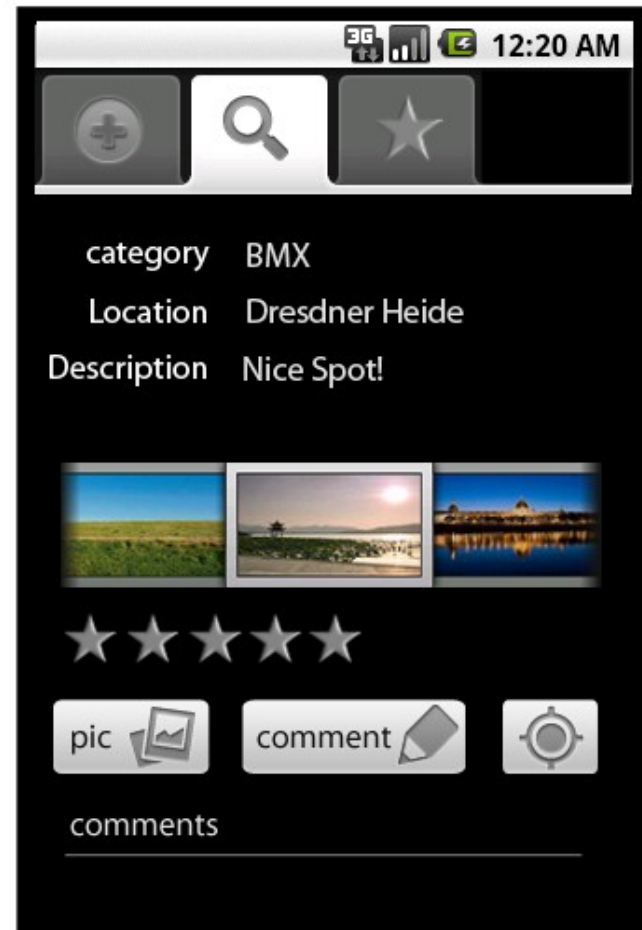 3G 12:20 AM
category BMX
Location Dresdner Heide
Description Nice Spot!
pic comment
comments